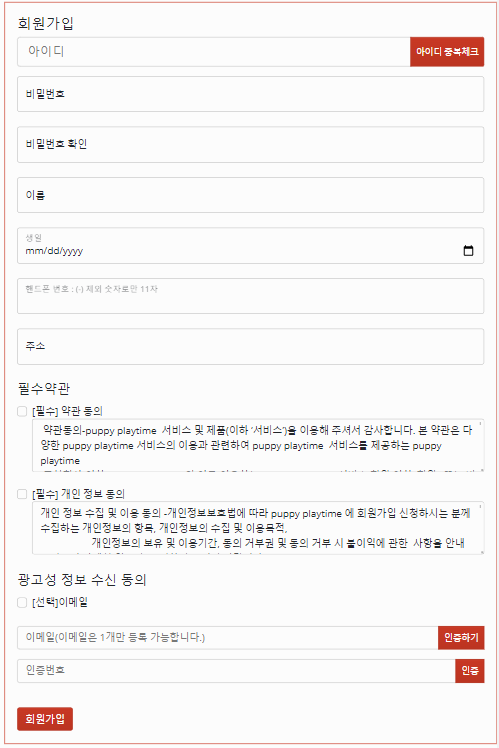 회원가입
아이디
아이디 중복체크
비밀번호
비밀번호 확인
이름
생일
mm/dd/yyyy
핸드폰 번호 : (-) 제외 숫자로만 11자
주소
필수약관
[필수] 약관 동의
약관동의-puppy playtime 서비스 및 제품(이하 '서비스')을 이용해 주셔서 감사합니다. 본 약관은 다
양한 puppy playtime 서비스의 이용과 관련하여 puppy playtime 서비스를 제공하는 puppy
playtime
[필수] 개인 정보 동의
개인 정보 수집 및 이용 동의 -개인정보보호법에 따라 puppy playtime 에 회원가입 신청하시는 분께
수집하는 개인정보의 항목, 개인정보의 수집 및 이용목적,
개인정보의 보유 및 이용기간, 동의 거부권 및 동의 거부 시 불이익에 관한 사항을 안내
광고성 정보 수신 동의
[선택]이메일
이메일(이메일은 1개만 등록 가능합니다.)
인증하기
인증번호
인증
회원가입